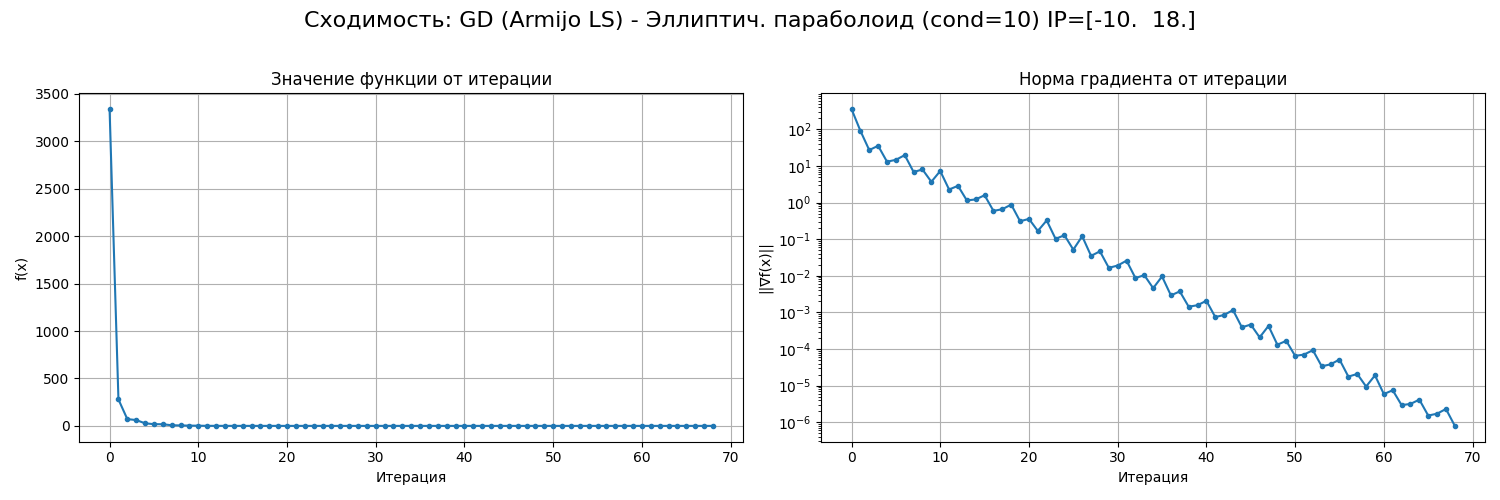 Сходимость: GD (Armijo LS) - Эллиптич. параболоид (cond=10) IP=[-10.  18.]
Значение функции от итерации
3500
3000
2500
2000
1500
1000
500
0
f(x)
0 10 20 30 40 50 60 70
Итерация
Норма градиента от итерации
10²
10¹
10⁰
10⁻¹
10⁻²
10⁻³
10⁻⁴
10⁻⁵
10⁻⁶
||∇f(x)||
0 10 20 30 40 50 60 70
Итерация